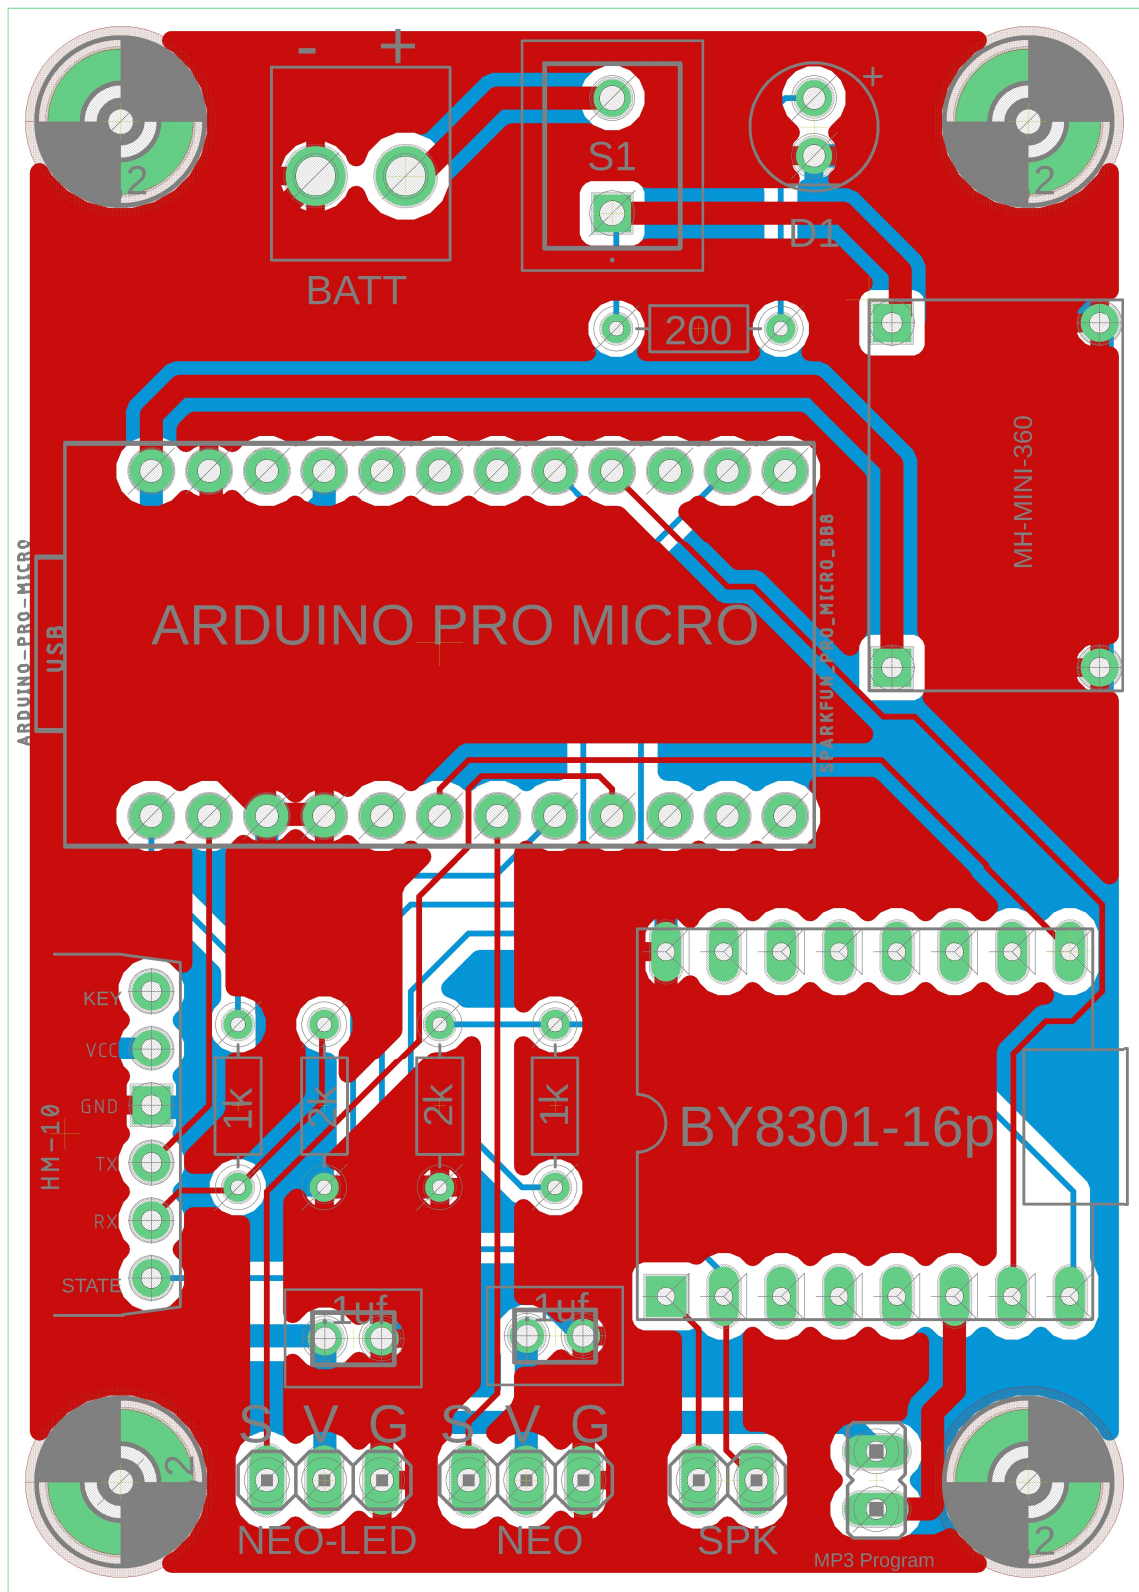 - +
+
2
2
S1
D1
BATT
200
MH-MINI-360
ARDUINO-PRO-MICRO
USB
ARDUINO PRO MICRO
SPARKFUN_PRO_MICRO_BB8
KEY
VCC
GND
TX
RX
STATE
HM-10
1k
2k
2k
1k
BY8301-16p
1uf
1uf
S V G
S V G
2
2
NEO-LED
NEO
SPK
MP3 Program